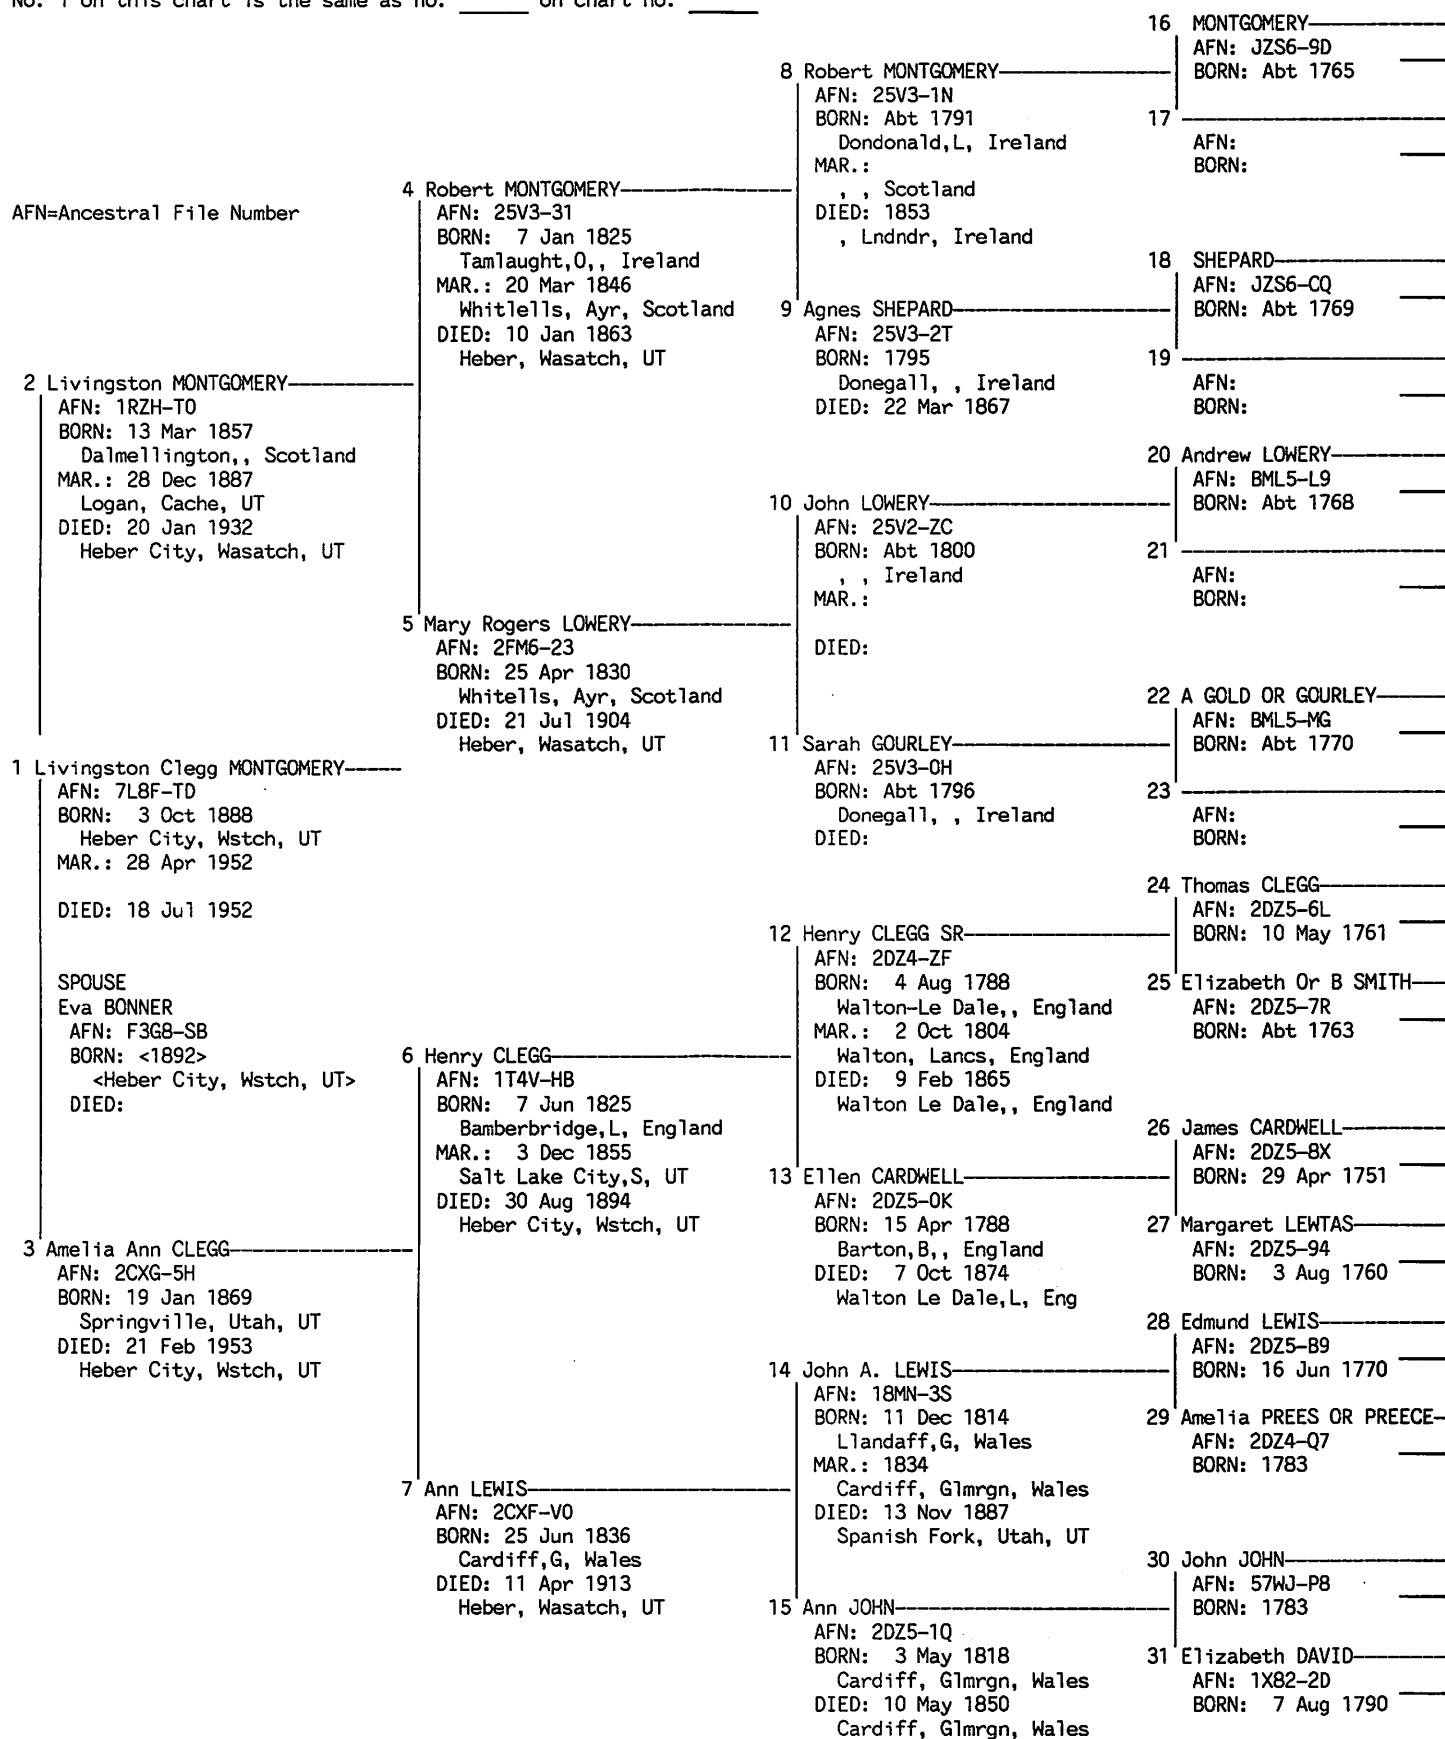 No. 1 on this chart is the same as no. _____ on chart no. _____
16 MONTGOMERY
AFN: JZS6-9D
BORN: Abt 1765
8 Robert MONTGOMERY
AFN: 25V3-1N
BORN: Abt 1791
Dondonald,L, Ireland
MAR.:
, , Scotland
DIED: 1853
, Lndndr, Ireland
17
AFN:
BORN:
4 Robert MONTGOMERY
AFN: 25V3-31
BORN: 7 Jan 1825
Tamlaught,O,, Ireland
MAR.: 20 Mar 1846
Whitlells, Ayr, Scotland
DIED: 10 Jan 1863
Heber, Wasatch, UT
AFN=Ancestral File Number
18 SHEPARD
AFN: JZS6-CQ
BORN: Abt 1769
9 Agnes SHEPARD
AFN: 25V3-2T
BORN: 1795
Donegall, , Ireland
DIED: 22 Mar 1867
19
AFN:
BORN:
2 Livingston MONTGOMERY
AFN: 1RZH-T0
BORN: 13 Mar 1857
Dalmellington,, Scotland
MAR.: 28 Dec 1887
Logan, Cache, UT
DIED: 20 Jan 1932
Heber City, Wasatch, UT
20 Andrew LOWERY
AFN: BML5-L9
BORN: Abt 1768
10 John LOWERY
AFN: 25V2-ZC
BORN: Abt 1800
, , Ireland
MAR.:
DIED:
21
AFN:
BORN:
5 Mary Rogers LOWERY
AFN: 2FM6-23
BORN: 25 Apr 1830
Whitells, Ayr, Scotland
DIED: 21 Jul 1904
Heber, Wasatch, UT
22 A GOLD OR GOURLEY
AFN: BML5-MG
BORN: Abt 1770
11 Sarah GOURLEY
AFN: 25V3-0H
BORN: Abt 1796
Donegall, , Ireland
DIED:
23
AFN:
BORN:
1 Livingston Clegg MONTGOMERY
AFN: 7L8F-TD
BORN: 3 Oct 1888
Heber City, Wstch, UT
MAR.: 28 Apr 1952
DIED: 18 Jul 1952
SPOUSE
Eva BONNER
AFN: F3G8-SB
BORN: <1892>
<Heber City, Wstch, UT>
DIED:
24 Thomas CLEGG
AFN: 2DZ5-6L
BORN: 10 May 1761
12 Henry CLEGG SR
AFN: 2DZ4-ZF
BORN: 4 Aug 1788
Walton-Le Dale,, England
MAR.: 2 Oct 1804
Walton, Lancs, England
DIED: 9 Feb 1865
Walton Le Dale,, England
25 Elizabeth Or B SMITH
AFN: 2DZ5-7R
BORN: Abt 1763
6 Henry CLEGG
AFN: 1T4V-HB
BORN: 7 Jun 1825
Bamberbridge,L, England
MAR.: 3 Dec 1855
Salt Lake City,S, UT
DIED: 30 Aug 1894
Heber City, Wstch, UT
26 James CARDWELL
AFN: 2DZ5-8X
BORN: 29 Apr 1751
13 Ellen CARDWELL
AFN: 2DZ5-0K
BORN: 15 Apr 1788
Barton,B,, England
DIED: 7 Oct 1874
Walton Le Dale,L, Eng
27 Margaret LEWTAS
AFN: 2DZ5-94
BORN: 3 Aug 1760
3 Amelia Ann CLEGG
AFN: 2CXG-5H
BORN: 19 Jan 1869
Springville, Utah, UT
DIED: 21 Feb 1953
Heber City, Wstch, UT
28 Edmund LEWIS
AFN: 2DZ5-B9
BORN: 16 Jun 1770
14 John A. LEWIS
AFN: 18MN-3S
BORN: 11 Dec 1814
Llandaff,G, Wales
MAR.: 1834
Cardiff, Glmrgn, Wales
DIED: 13 Nov 1887
Spanish Fork, Utah, UT
29 Amelia PREES OR PREECE
AFN: 2DZ4-Q7
BORN: 1783
7 Ann LEWIS
AFN: 2CXF-V0
BORN: 25 Jun 1836
Cardiff,G, Wales
DIED: 11 Apr 1913
Heber, Wasatch, UT
30 John JOHN
AFN: 57WJ-P8
BORN: 1783
15 Ann JOHN
AFN: 2DZ5-1Q
BORN: 3 May 1818
Cardiff, Glmrgn, Wales
DIED: 10 May 1850
Cardiff, Glmrgn, Wales
31 Elizabeth DAVID
AFN: 1X82-2D
BORN: 7 Aug 1790